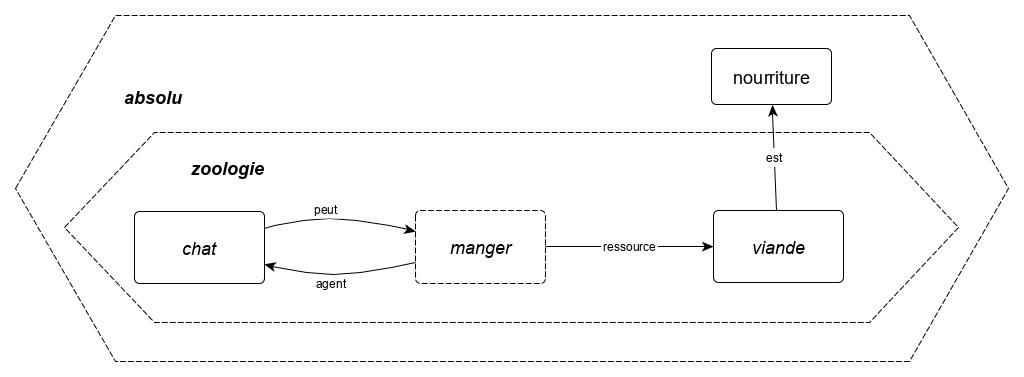 nourriture
absolu
est
zoologie
peut
chat
manger
ressource
viande
agent